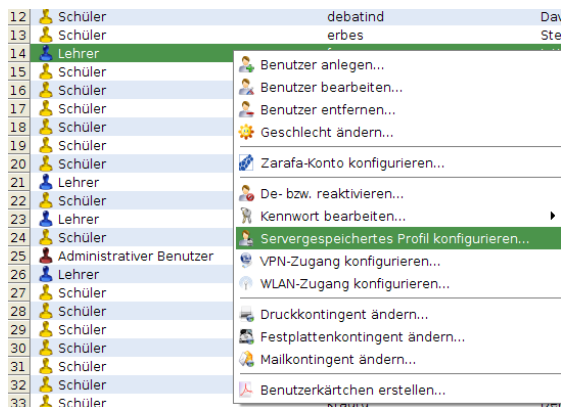 12 Schüler debatind Dav
13 Schüler erbes Ste
14 Lehrer
15 Schüler
16 Schüler
17 Schüler
18 Schüler
19 Schüler
20 Schüler
21 Lehrer
22 Schüler
23 Lehrer
24 Schüler
25 Administrativer Benutzer
26 Lehrer
27 Schüler
28 Schüler
29 Schüler
30 Schüler
31 Schüler
32 Schüler
33 Schüler
Benutzer anlegen...
Benutzer bearbeiten...
Benutzer entfernen...
Geschlecht ändern...
Zarafa-Konto konfigurieren...
De- bzw. reaktivieren...
Kennwort bearbeiten...
Servergespeichertes Profil konfigurieren...
VPN-Zugang konfigurieren...
WLAN-Zugang konfigurieren...
Druckkontingent ändern...
Festplattenkontingent ändern...
Mailkontingent ändern...
Benutzerkärtchen erstellen...